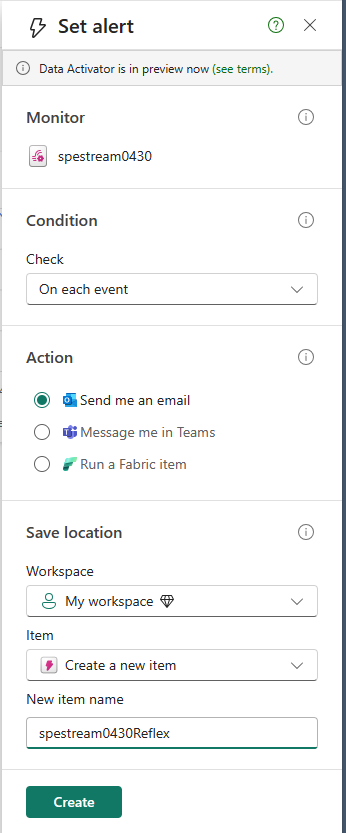 Set alert
Data Activator is in preview now (see terms).
Monitor
spestream0430
Condition
Check
On each event
Action
Send me an email
Message me in Teams
Run a Fabric item
Save location
Workspace
My workspace
Item
Create a new item
New item name
spestream0430Reflex
Create